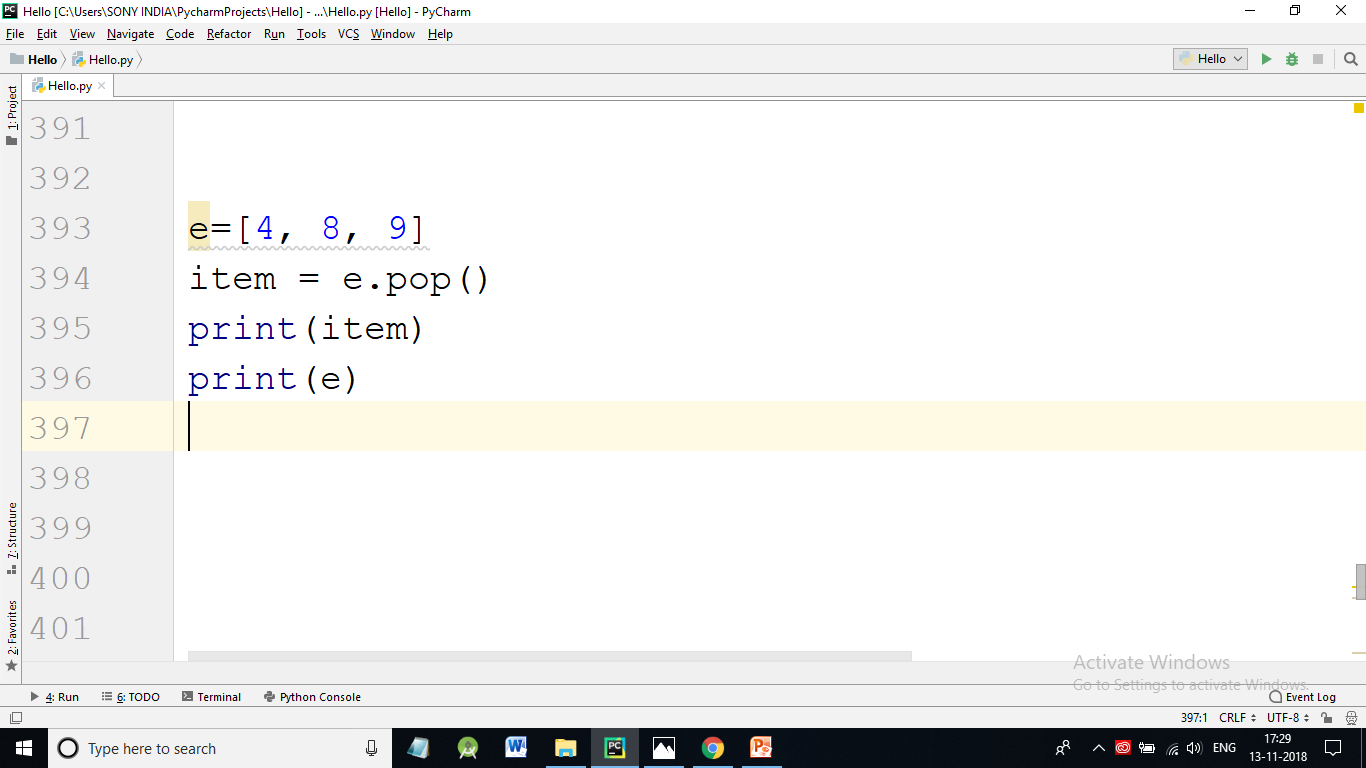 Hello [C:\Users\SONY INDIA\PycharmProjects\Hello] - ...\Hello.py [Hello] - PyCharm
File Edit View Navigate Code Refactor Run Tools VCS Window Help
Hello Hello.py Hello
Hello.py
1: Project
391
392
393 e=[4, 8, 9]
394 item = e.pop()
395 print(item)
396 print(e)
397
398
399
400
401
7: Structure
2: Favorites
Activate Windows
Go to Settings to activate Windows.
4: Run 6: TODO Terminal Python Console Event Log
397:1 CRLF UTF-8
Type here to search
ENG 17:29
13-11-2018